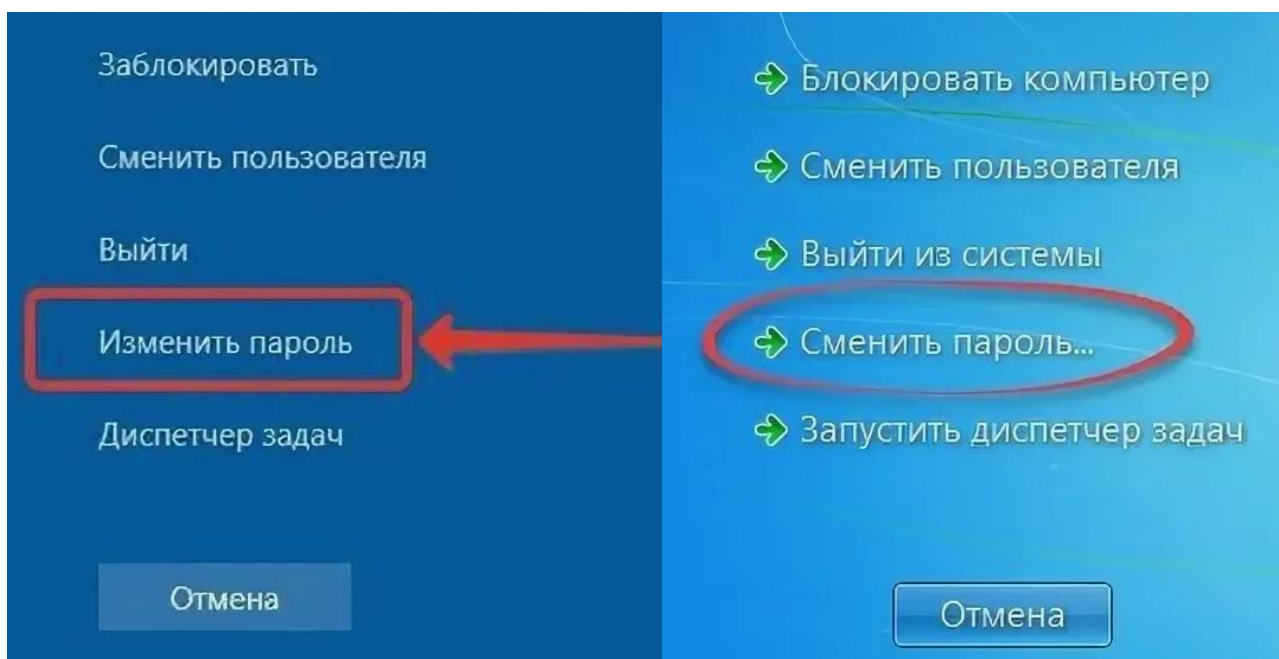 Заблокировать
Сменить пользователя
Выйти
Изменить пароль
Диспетчер задач
Отмена
Блокировать компьютер
Сменить пользователя
Выйти из системы
Сменить пароль...
Запустить диспетчер задач
Отмена